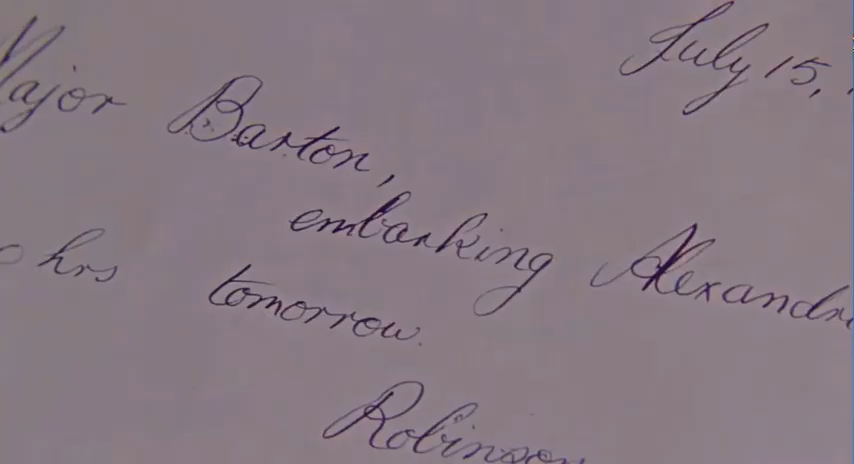 July 15,
Major Barton,
embarking Alexandr
hrs tomorrow.
Robinson